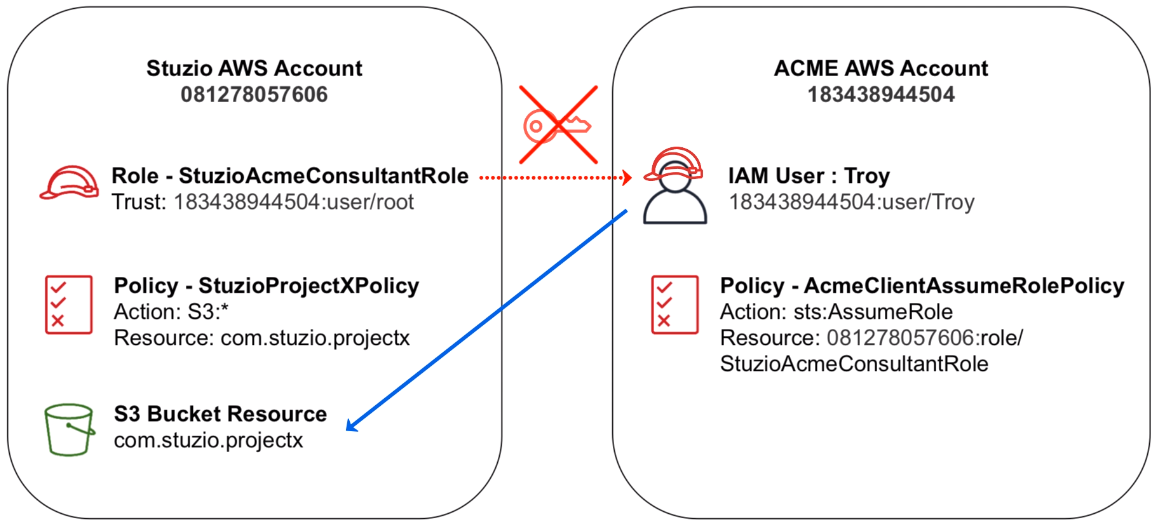 Stuzio AWS Account
081278057606
Role - StuzioAcmeConsultantRole
Trust: 183438944504:user/root
Policy - StuzioProjectXPolicy
Action: S3:*
Resource: com.stuzio.projectx
S3 Bucket Resource
com.stuzio.projectx
ACME AWS Account
183438944504
IAM User : Troy
183438944504:user/Troy
Policy - AcmeClientAssumeRolePolicy
Action: sts:AssumeRole
Resource: 081278057606:role/
StuzioAcmeConsultantRole